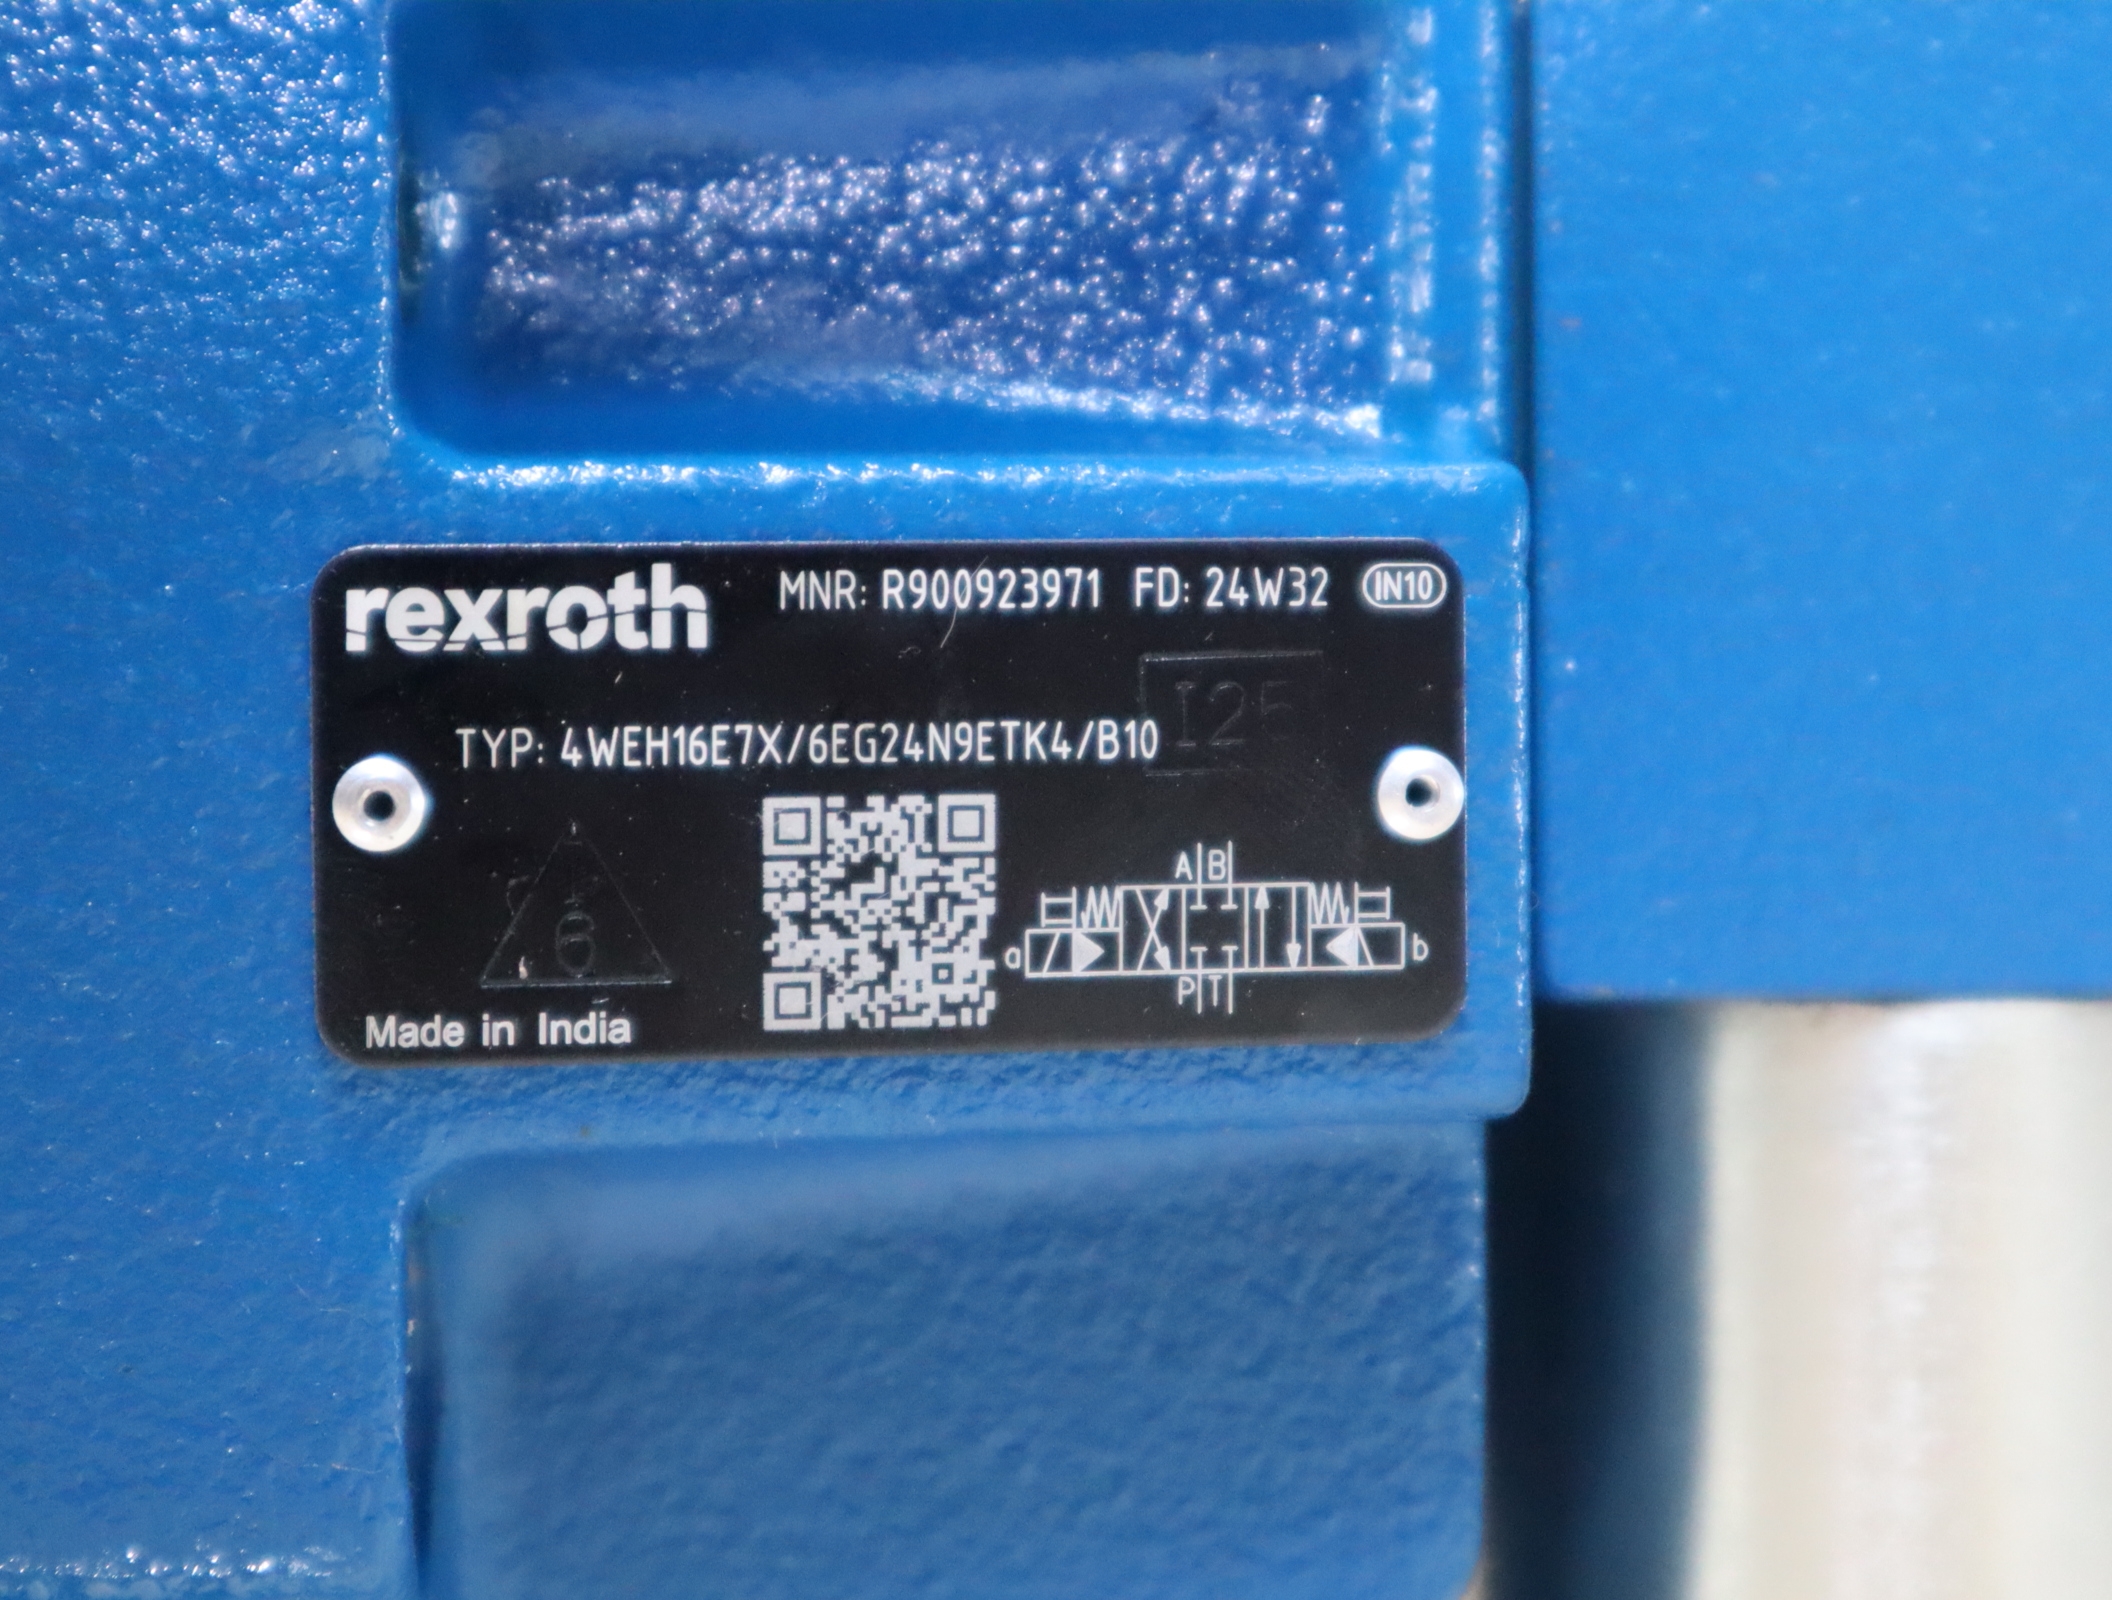 rexroth
MNR: R900923971 FD: 24W32 IN10
I25
TYP: 4WEH16E7X/6EG24N9ETK4/B10
6
A B
a b
P T
Made in India